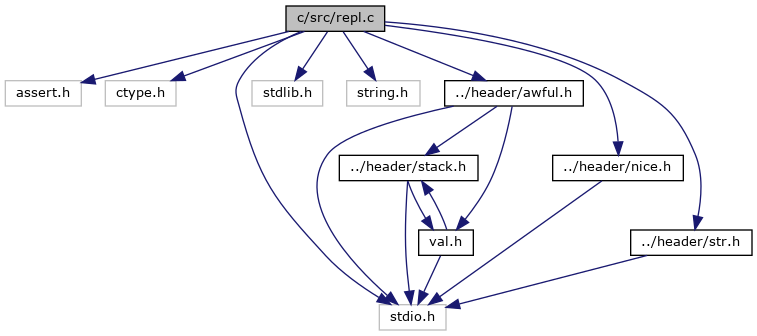 c/src/repl.c
assert.h
ctype.h
stdlib.h
string.h
../header/awful.h
../header/stack.h
../header/nice.h
val.h
../header/str.h
stdio.h